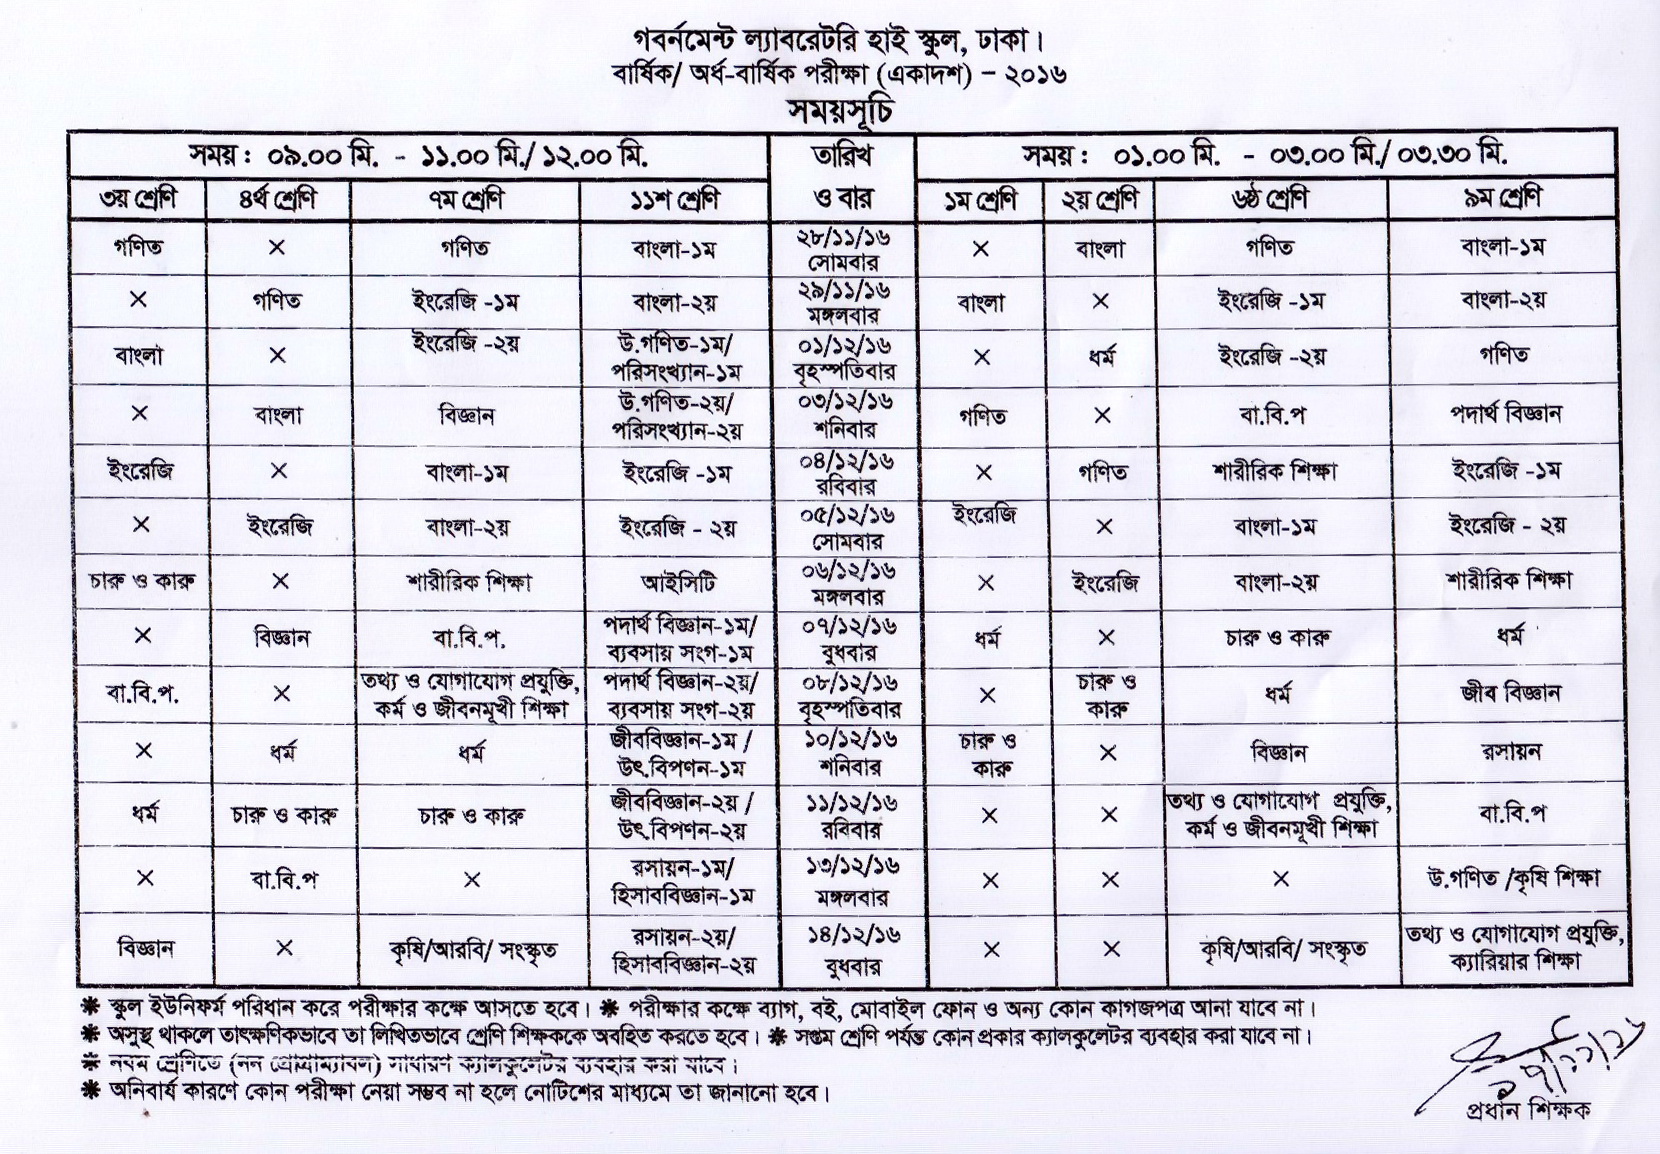 গবর্নমেন্ট ল্যাবরেটরি হাই স্কুল, ঢাকা।
বার্ষিক/ অর্ধ-বার্ষিক পরীক্ষা (একাদশ) – ২০১৬
সময়সূচি
সময় : ০৯.০০ মি. - ১১.০০ মি./ ১২.০০ মি. তারিখ ও বার সময় : ০১.০০ মি. - ০৩.০০ মি./ ০৩.৩০ মি.
৩য় শ্রেণি ৪র্থ শ্রেণি ৭ম শ্রেণি ১১শ শ্রেণি ১ম শ্রেণি ২য় শ্রেণি ৬ষ্ঠ শ্রেণি ৯ম শ্রেণি
গণিত × গণিত বাংলা-১ম ২৮/১১/১৬ সোমবার × বাংলা গণিত বাংলা-১ম
× গণিত ইংরেজি -১ম বাংলা-২য় ২৯/১১/১৬ মঙ্গলবার বাংলা × ইংরেজি -১ম বাংলা-২য়
বাংলা × ইংরেজি -২য় উ.গণিত-১ম/ পরিসংখ্যান-১ম ০১/১২/১৬ বৃহস্পতিবার × ধর্ম ইংরেজি -২য় গণিত
× বাংলা বিজ্ঞান উ.গণিত-২য়/ পরিসংখ্যান-২য় ০৩/১২/১৬ শনিবার গণিত × বা.বি.প পদার্থ বিজ্ঞান
ইংরেজি × বাংলা-১ম ইংরেজি -১ম ০৪/১২/১৬ রবিবার × গণিত শারীরিক শিক্ষা ইংরেজি -১ম
× ইংরেজি বাংলা-২য় ইংরেজি - ২য় ০৫/১২/১৬ সোমবার ইংরেজি × বাংলা-১ম ইংরেজি - ২য়
চারু ও কারু × শারীরিক শিক্ষা আইসিটি ০৬/১২/১৬ মঙ্গলবার × ইংরেজি বাংলা-২য় শারীরিক শিক্ষা
× বিজ্ঞান বা.বি.প. পদার্থ বিজ্ঞান-১ম/ ব্যবসায় সংগ-১ম ০৭/১২/১৬ বুধবার ধর্ম × চারু ও কারু ধর্ম
বা.বি.প. × তথ্য ও যোগাযোগ প্রযুক্তি, কর্ম ও জীবনমূখী শিক্ষা পদার্থ বিজ্ঞান-২য়/ ব্যবসায় সংগ-২য় ০৮/১২/১৬ বৃহস্পতিবার × চারু ও কারু ধর্ম জীব বিজ্ঞান
× ধর্ম ধর্ম জীববিজ্ঞান-১ম / উৎ.বিপণন-১ম ১০/১২/১৬ শনিবার চারু ও কারু × বিজ্ঞান রসায়ন
ধর্ম চারু ও কারু চারু ও কারু জীববিজ্ঞান-২য় / উৎ.বিপণন-২য় ১১/১২/১৬ রবিবার × × তথ্য ও যোগাযোগ প্রযুক্তি, কর্ম ও জীবনমূখী শিক্ষা বা.বি.প
× বা.বি.প × রসায়ন-১ম/ হিসাববিজ্ঞান-১ম ১৩/১২/১৬ মঙ্গলবার × × × উ.গণিত /কৃষি শিক্ষা
বিজ্ঞান × কৃষি/আরবি/ সংস্কৃত রসায়ন-২য়/ হিসাববিজ্ঞান-২য় ১৪/১২/১৬ বুধবার × × কৃষি/আরবি/ সংস্কৃত তথ্য ও যোগাযোগ প্রযুক্তি, ক্যারিয়ার শিক্ষা
✱ স্কুল ইউনিফর্ম পরিধান করে পরীক্ষার কক্ষে আসতে হবে। ✱ পরীক্ষার কক্ষে ব্যাগ, বই, মোবাইল ফোন ও অন্য কোন কাগজপত্র আনা যাবে না।
✱ অসুস্থ থাকলে তাৎক্ষণিকভাবে তা লিখিতভাবে শ্রেণি শিক্ষককে অবহিত করতে হবে। ✱ সপ্তম শ্রেণি পর্যন্ত কোন প্রকার ক্যালকুলেটর ব্যবহার করা যাবে না।
✱ নবম শ্রেণিতে (নন প্রোগ্রাম্যাবল) সাধারণ ক্যালকুলেটর ব্যবহার করা যাবে।
✱ অনিবার্য কারণে কোন পরীক্ষা নেয়া সম্ভব না হলে নোটিশের মাধ্যমে তা জানানো হবে।
প্রধান শিক্ষক